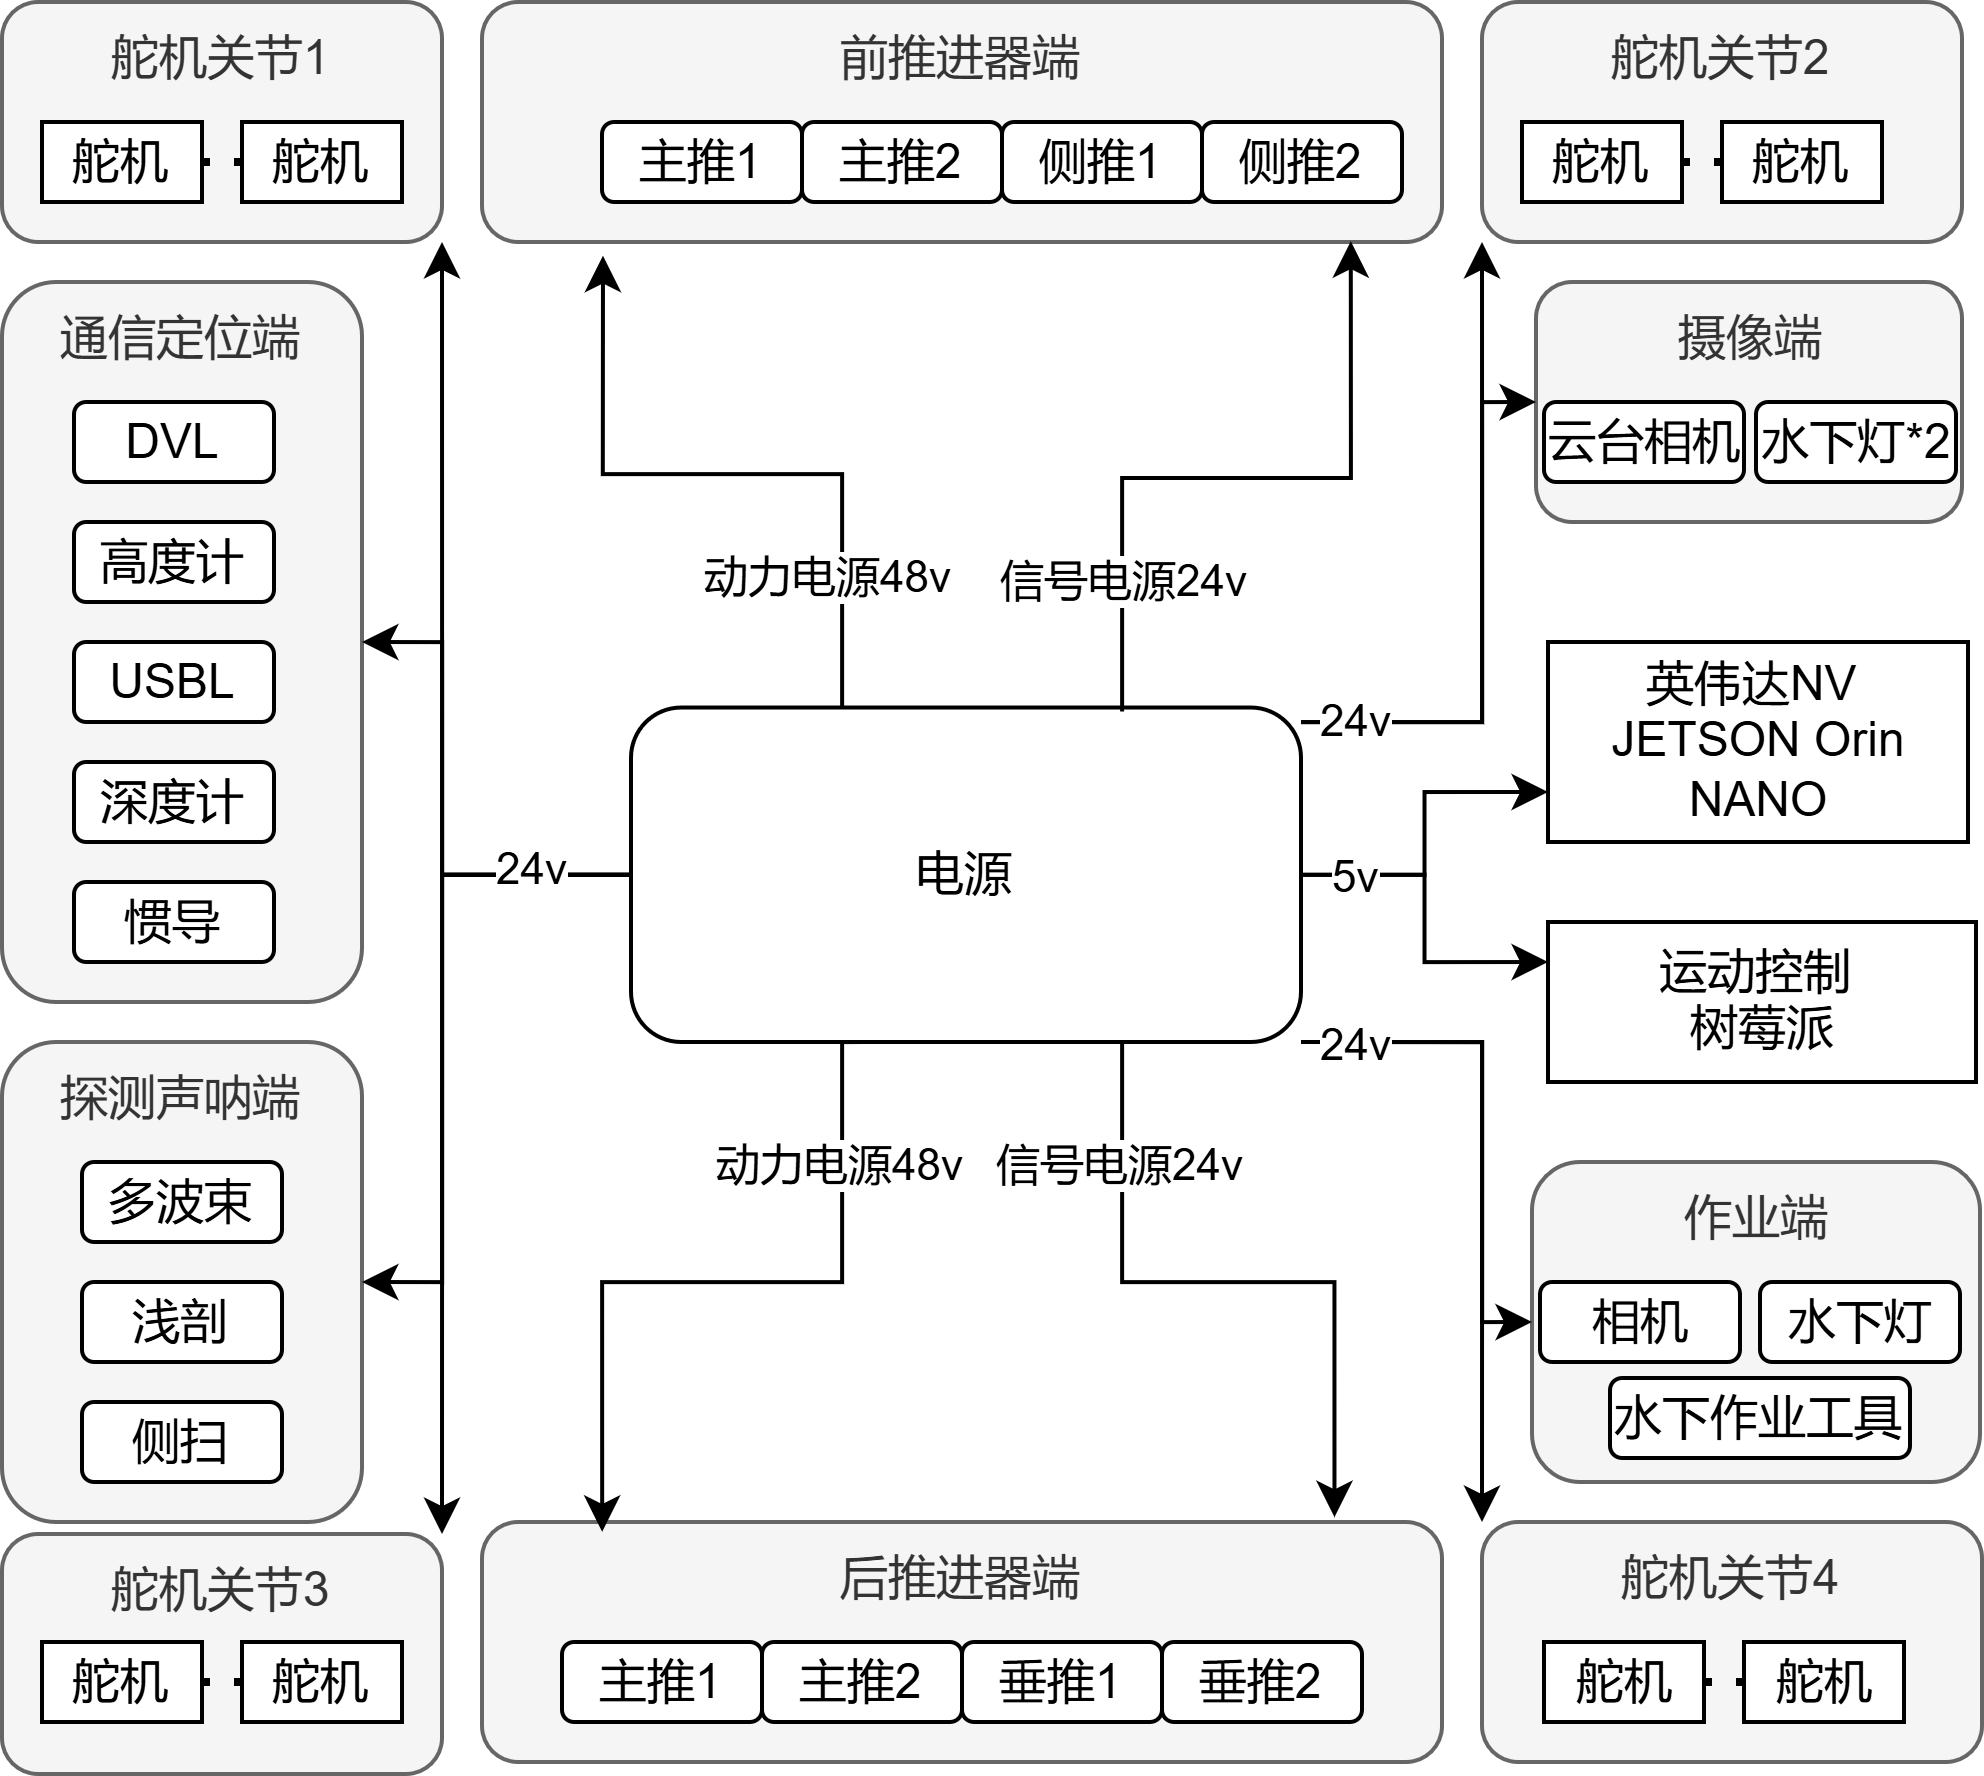 舵机关节1
舵机
舵机
前推进器端
主推1
主推2
侧推1
侧推2
舵机关节2
舵机
舵机
通信定位端
DVL
高度计
USBL
深度计
惯导
摄像端
云台相机
水下灯*2
动力电源48v
信号电源24v
24v
英伟达NV
JETSON Orin
NANO
24v
电源
5v
运动控制
树莓派
24v
探测声呐端
多波束
浅剖
侧扫
动力电源48v
信号电源24v
作业端
相机
水下灯
水下作业工具
舵机关节3
舵机
舵机
后推进器端
主推1
主推2
垂推1
垂推2
舵机关节4
舵机
舵机